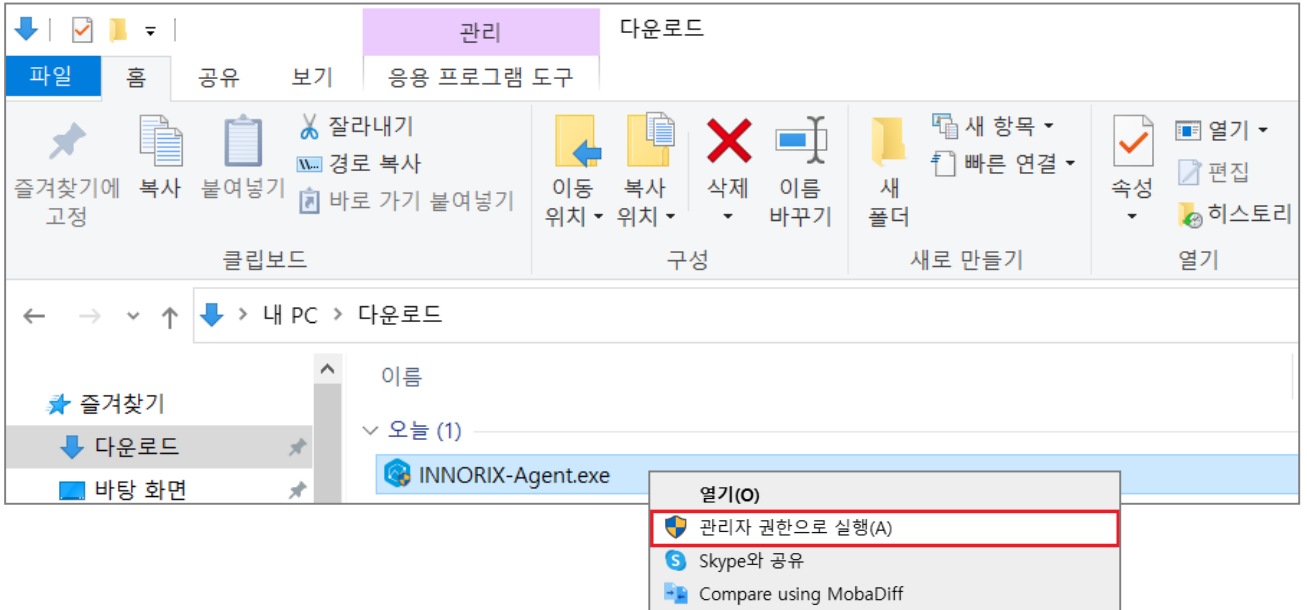 관리
다운로드
파일
홈
공유
보기
응용 프로그램 도구
즐겨찾기에
고정
복사
붙여넣기
잘라내기
경로 복사
바로 가기 붙여넣기
클립보드
이동
위치
복사
위치
삭제
이름
바꾸기
구성
새
폴더
새 항목
빠른 연결
새로 만들기
속성
열기
편집
히스토리
열기
내 PC > 다운로드
즐겨찾기
다운로드
바탕 화면
이름
오늘 (1)
INNORIX-Agent.exe
열기(O)
관리자 권한으로 실행(A)
Skype와 공유
Compare using MobaDiff